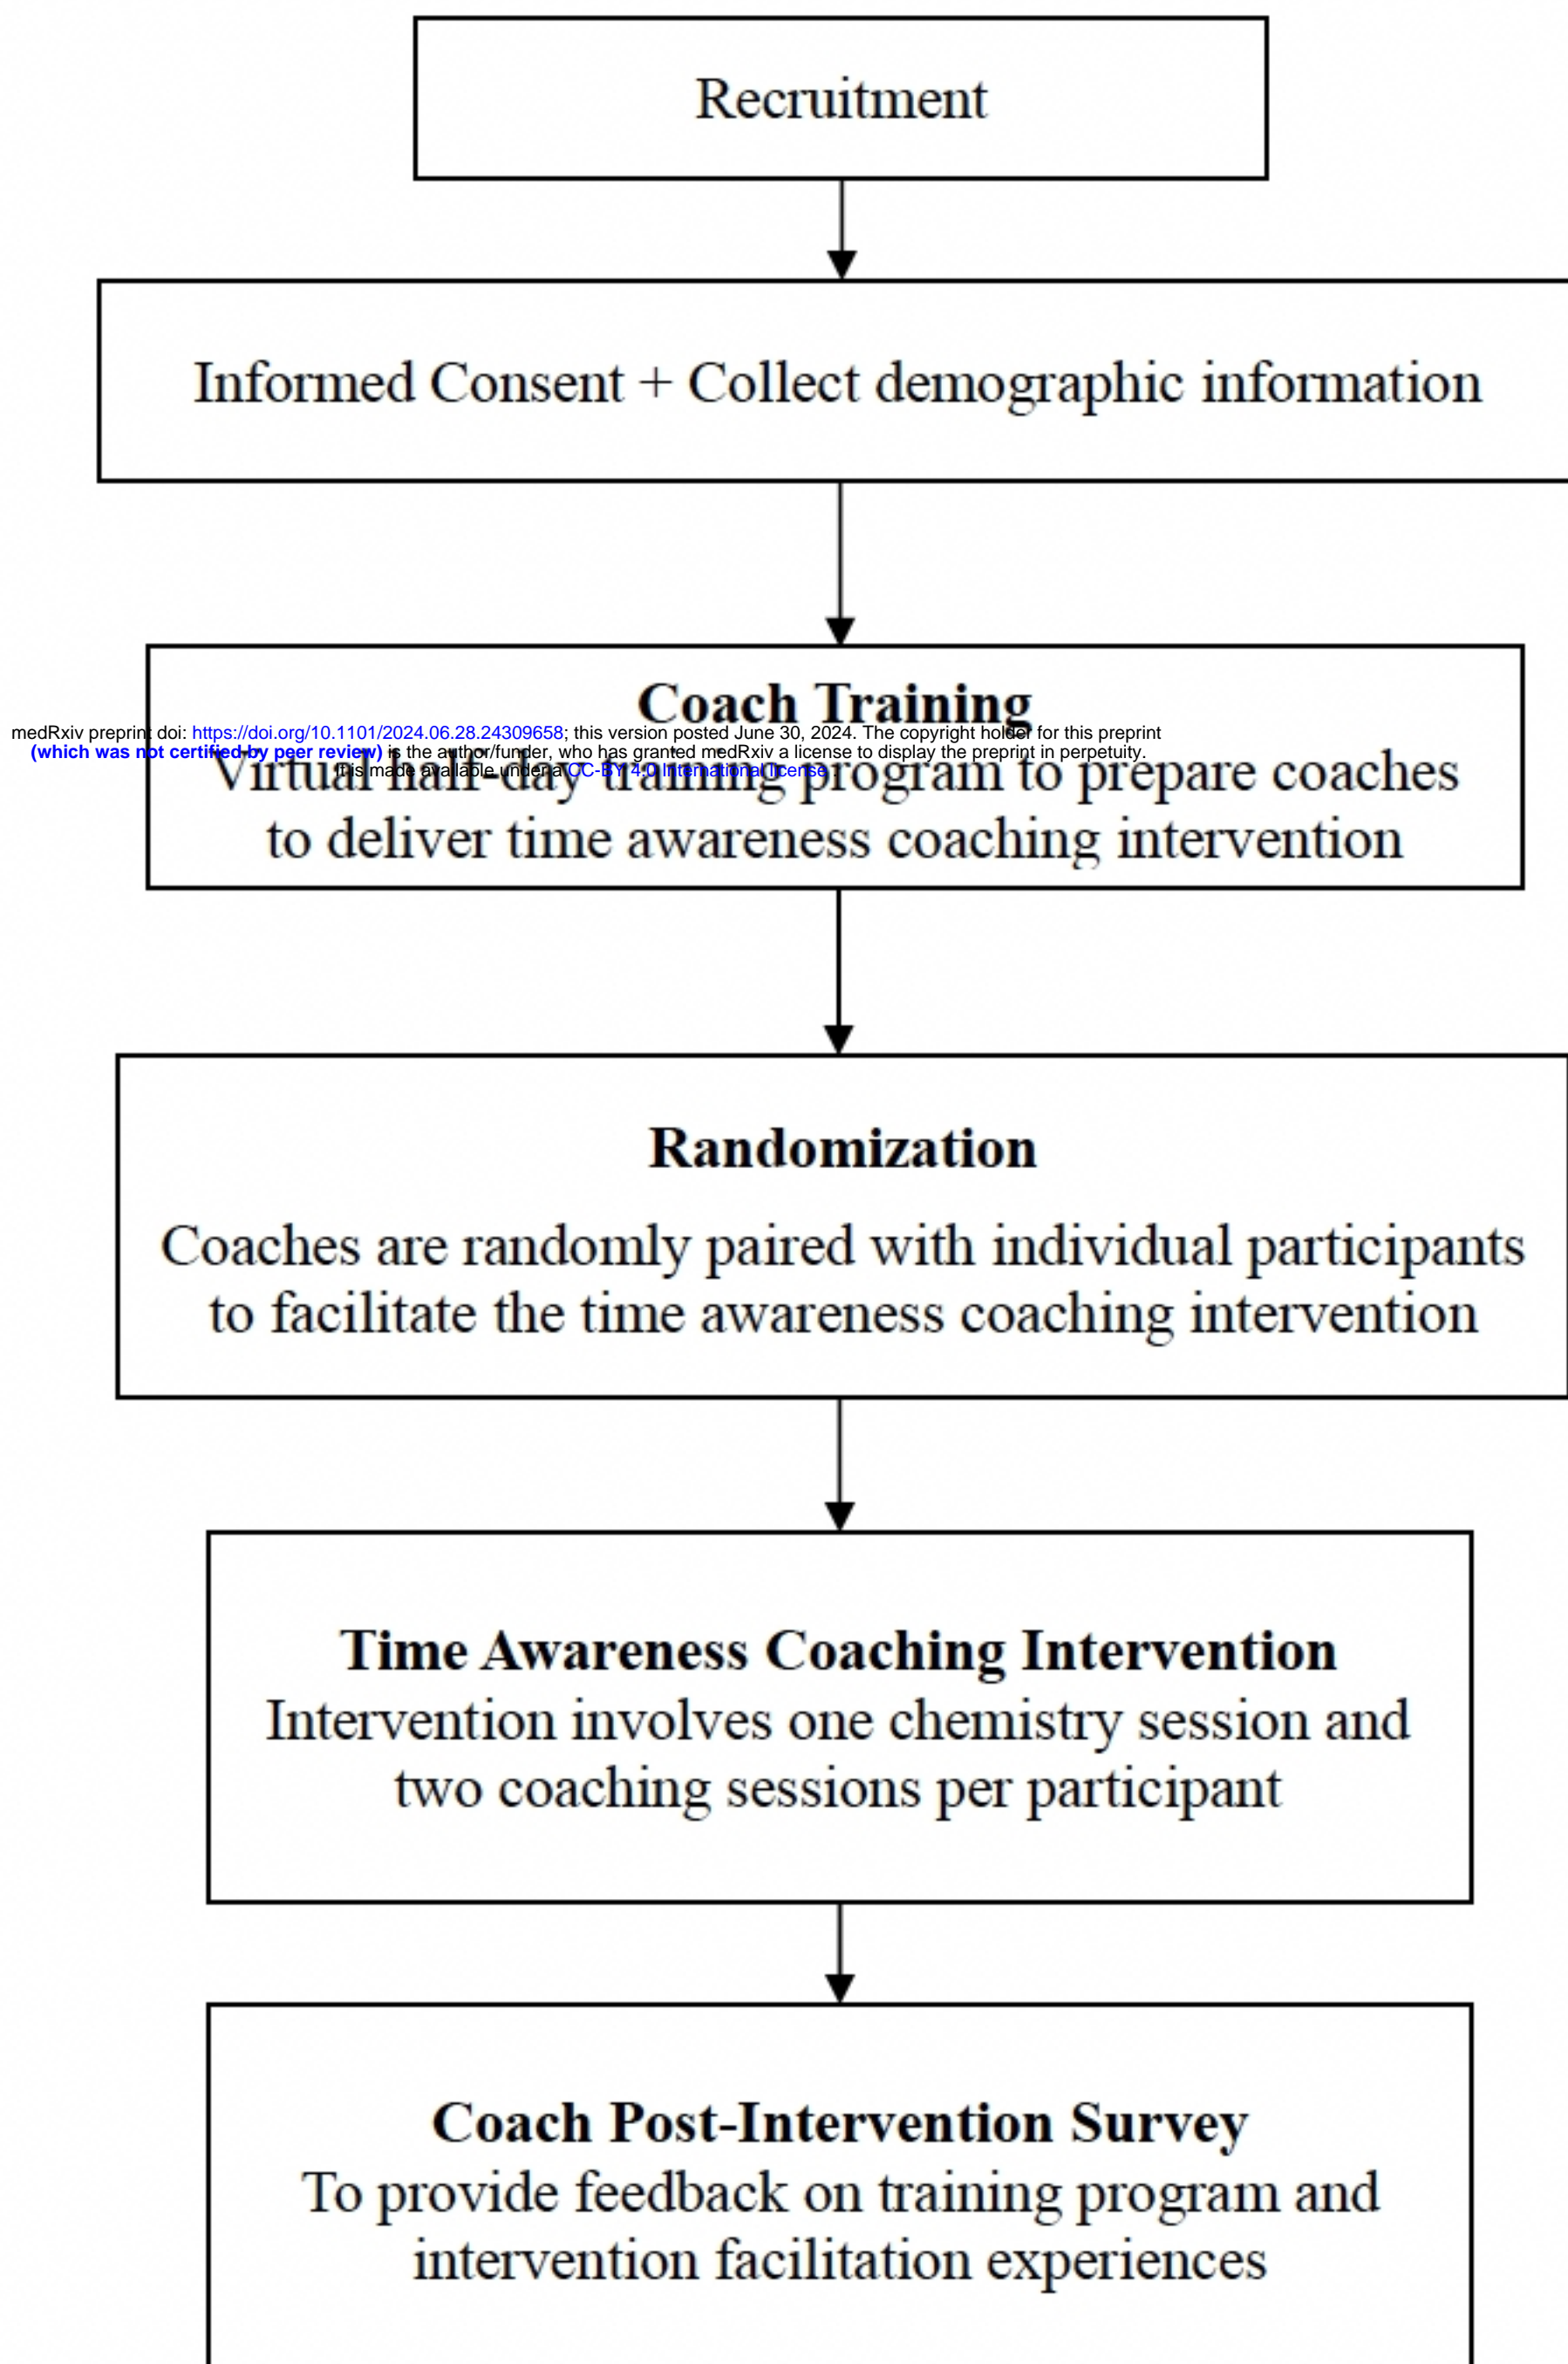 Recruitment
Informed Consent + Collect demographic information
Coach Training
medRxiv preprint doi: https://doi.org/10.1101/2024.06.28.24309658; this version posted June 30, 2024. The copyright holder for this preprint
(which was not certified by peer review) is the author/funder, who has granted medRxiv a license to display the preprint in perpetuity.
It is made available under a CC-BY 4.0 International license .
Virtual half-day training program to prepare coaches
to deliver time awareness coaching intervention
Randomization
Coaches are randomly paired with individual participants
to facilitate the time awareness coaching intervention
Time Awareness Coaching Intervention
Intervention involves one chemistry session and
two coaching sessions per participant
Coach Post-Intervention Survey
To provide feedback on training program and
intervention facilitation experiences